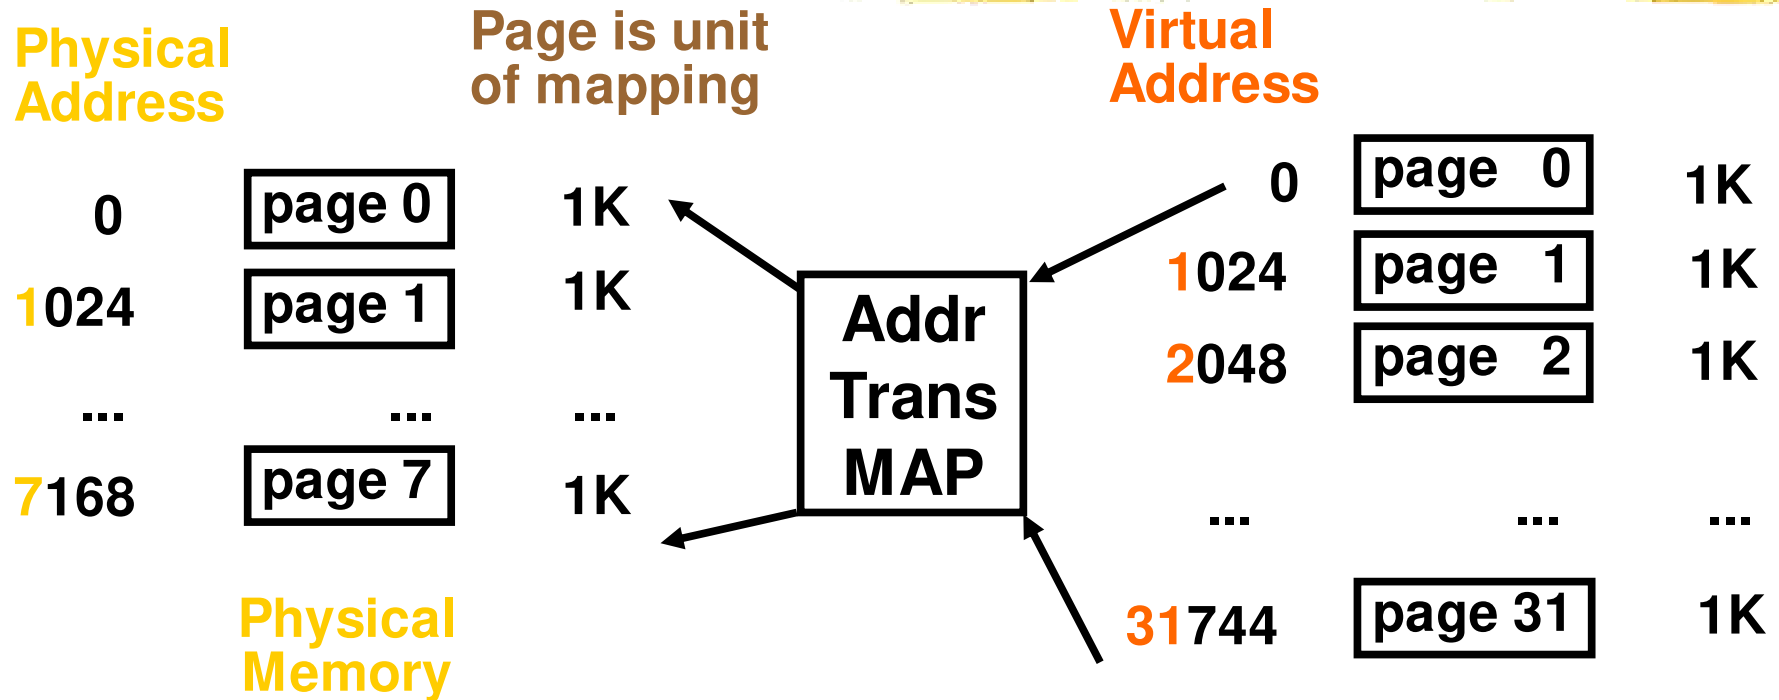 Physical
Address
Page is unit
of mapping
Virtual
Address
0 page 0 1K
1024 page 1 1K
... ... ...
7168 page 7 1K
Physical
Memory
Addr
Trans
MAP
0 page 0 1K
1024 page 1 1K
2048 page 2 1K
... ... ...
31744 page 31 1K